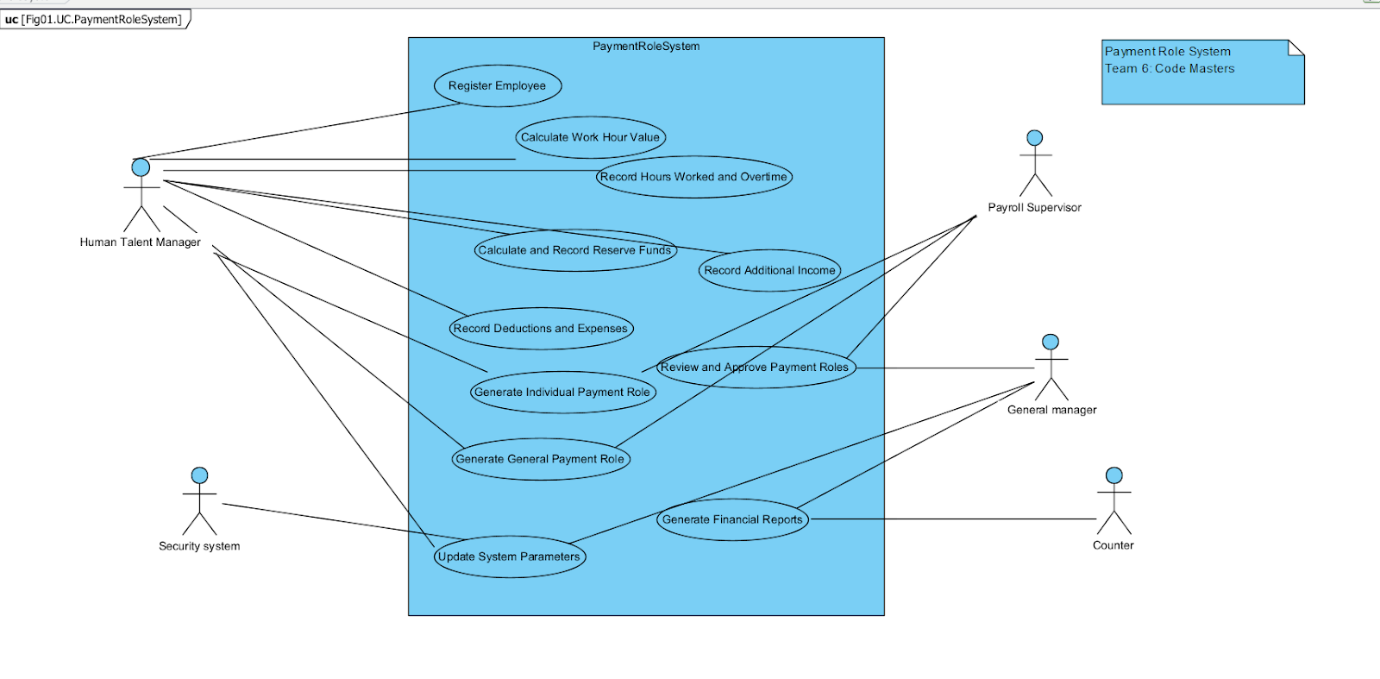 uc [Fig01.UC.PaymentRoleSystem]
PaymentRoleSystem
Payment Role System
Team 6: Code Masters
Register Employee
Calculate Work Hour Value
Record Hours Worked and Overtime
Payroll Supervisor
Human Talent Manager
Calculate and Record Reserve Funds
Record Additional Income
Record Deductions and Expenses
Review and Approve Payment Roles
Generate Individual Payment Role
General manager
Generate General Payment Role
Generate Financial Reports
Security system
Counter
Update System Parameters